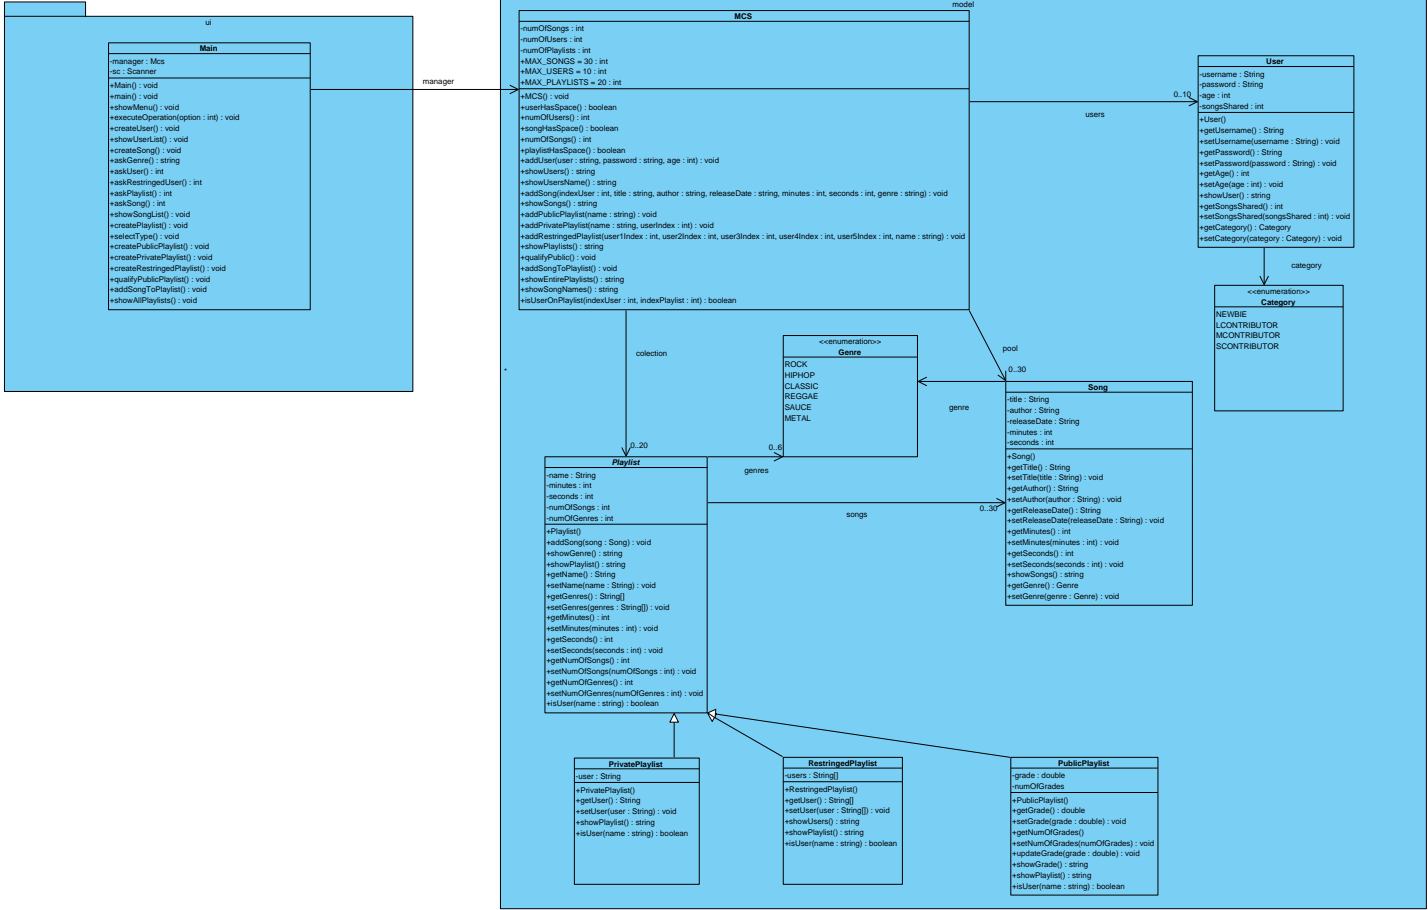 ui
Main
-manager : Mcs
-sc : Scanner
+Main() : void
+main() : void
+showMenu() : void
+executeOperation(option : int) : void
+createUser() : void
+showUserList() : void
+createSong() : void
+askGenre() : string
+askUser() : int
+askRestringedUser() : int
+askPlaylist() : int
+askSong() : int
+showSongList() : void
+createPlaylist() : void
+selectType() : void
+createPublicPlaylist() : void
+createPrivatePlaylist() : void
+createRestringedPlaylist() : void
+qualifyPublicPlaylist() : void
+addSongToPlaylist() : void
+showAllPlaylists() : void
manager
model
MCS
-numOfSongs : int
-numOfUsers : int
-numOfPlaylists : int
+MAX_SONGS = 30 : int
+MAX_USERS = 10 : int
+MAX_PLAYLISTS = 20 : int
+MCS() : void
+userHasSpace() : boolean
+numOfUsers() : int
+songHasSpace() : boolean
+numOfSongs() : int
+playlistHasSpace() : boolean
+addUser(user : string, password : string, age : int) : void
+showUsers() : string
+showUsersName() : string
+addSong(indexUser : int, title : string, author : string, releaseDate : string, minutes : int, seconds : int, genre : string) : void
+showSongs() : string
+addPublicPlaylist(name : string) : void
+addPrivatePlaylist(name : string, userIndex : int) : void
+addRestringedPlaylist(user1Index : int, user2Index : int, user3Index : int, user4Index : int, user5Index : int, name : string) : void
+showPlaylists() : string
+qualifyPublic() : void
+addSongToPlaylist() : void
+showEntirePlaylists() : string
+showSongNames() : string
+isUserOnPlaylist(indexUser : int, indexPlaylist : int) : boolean
users
0..10
User
-username : String
-password : String
-age : int
-songsShared : int
+User()
+getUsername() : String
+setUsername(username : String) : void
+getPassword() : String
+setPassword(password : String) : void
+getAge() : int
+setAge(age : int) : void
+showUser() : string
+getSongsShared() : int
+setSongsShared(songsShared : int) : void
+getCategory() : Category
+setCategory(category : Category) : void
category
<<enumeration>>
Category
NEWBIE
LCONTRIBUTOR
MCONTRIBUTOR
SCONTRIBUTOR
colection
0..20
pool
0..30
<<enumeration>>
Genre
ROCK
HIPHOP
CLASSIC
REGGAE
SAUCE
METAL
genre
Song
-title : String
-author : String
-releaseDate : String
-minutes : int
-seconds : int
+Song()
+getTitle() : String
+setTitle(title : String) : void
+getAuthor() : String
+setAuthor(author : String) : void
+getReleaseDate() : String
+setReleaseDate(releaseDate : String) : void
+getMinutes() : int
+setMinutes(minutes : int) : void
+getSeconds() : int
+setSeconds(seconds : int) : void
+showSongs() : string
+getGenre() : Genre
+setGenre(genre : Genre) : void
0..6
genres
songs
0..30
Playlist
-name : String
-minutes : int
-seconds : int
-numOfSongs : int
-numOfGenres : int
+Playlist()
+addSong(song : Song) : void
+showGenre() : string
+showPlaylist() : string
+getName() : String
+setName(name : String) : void
+getGenres() : String[]
+setGenres(genres : String[]) : void
+getMinutes() : int
+setMinutes(minutes : int) : void
+getSeconds() : int
+setSeconds(seconds : int) : void
+getNumOfSongs() : int
+setNumOfSongs(numOfSongs : int) : void
+getNumOfGenres() : int
+setNumOfGenres(numOfGenres : int) : void
+isUser(name : string) : boolean
PrivatePlaylist
-user : String
+PrivatePlaylist()
+getUser() : String
+setUser(user : String) : void
+showPlaylist() : string
+isUser(name : string) : boolean
RestringedPlaylist
-users : String[]
+RestringedPlaylist()
+getUser() : String[]
+setUser(user : String[]) : void
+showUsers() : string
+showPlaylist() : string
+isUser(name : string) : boolean
PublicPlaylist
-grade : double
-numOfGrades
+PublicPlaylist()
+getGrade() : double
+setGrade(grade : double) : void
+getNumOfGrades()
+setNumOfGrades(numOfGrades) : void
+updateGrade(grade : double) : void
+showGrade() : string
+showPlaylist() : string
+isUser(name : string) : boolean